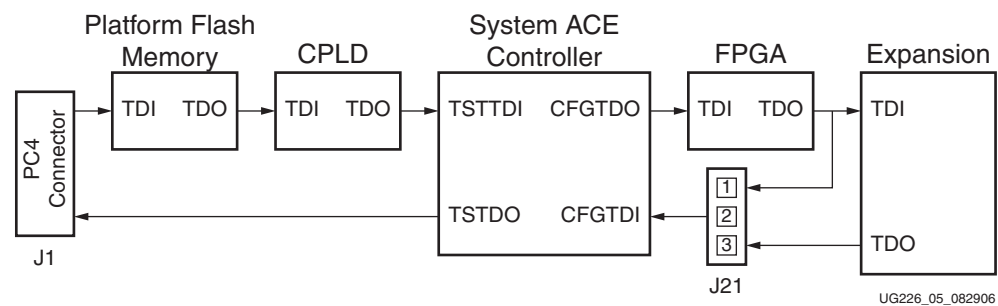 Platform Flash
Memory
CPLD
System ACE
Controller
FPGA
Expansion
PC4
Connector
TDI TDO
TDI TDO
TSTTDI CFGTDO
TDI TDO
TDI
1
2
3
TSTDO CFGTDI
TDO
J1
J21
UG226_05_082906